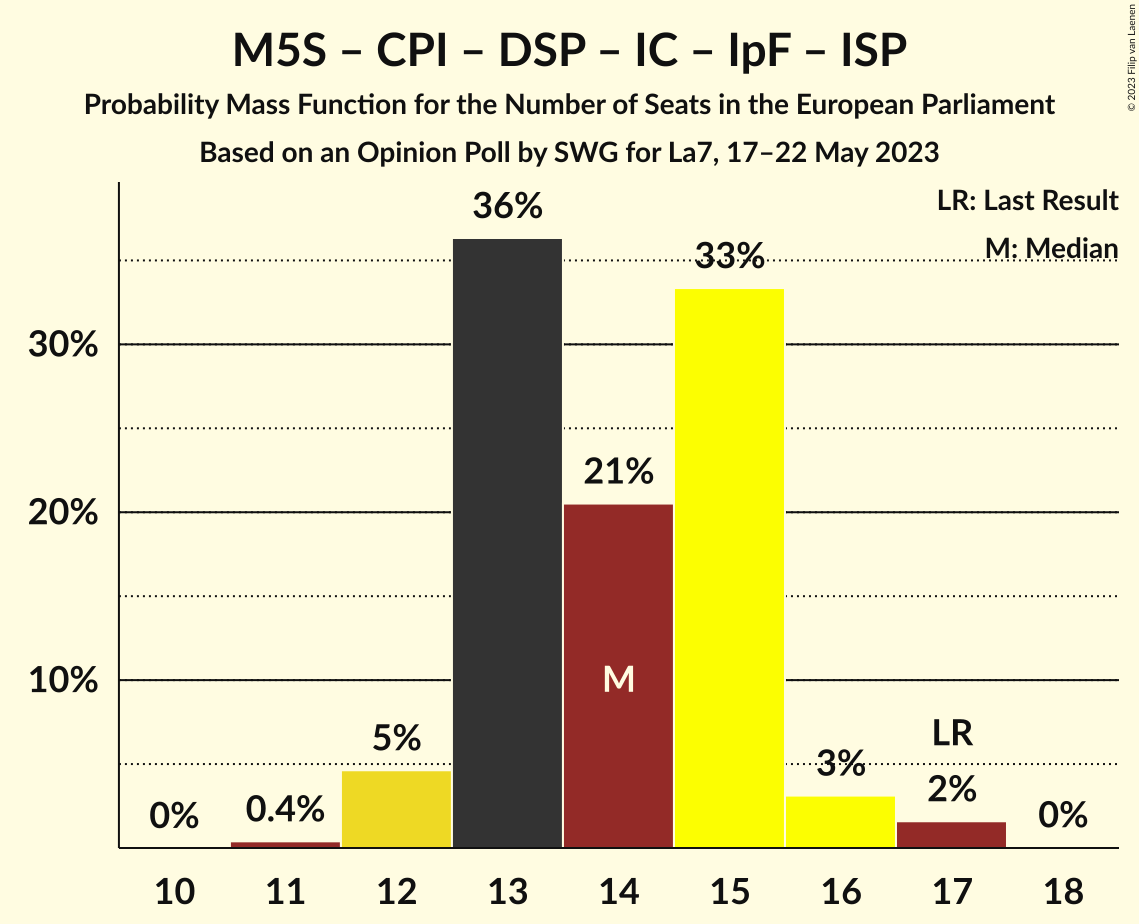 M5S – CPI – DSP – IC – IpF – ISP
Probability Mass Function for the Number of Seats in the European Parliament
Based on an Opinion Poll by SWG for La7, 17–22 May 2023
© 2023 Filip van Laenen
LR: Last Result
M: Median
30%
20%
10%
0%
0.4%
5%
36%
21%
33%
3%
LR
2%
0%
M
10 11 12 13 14 15 16 17 18